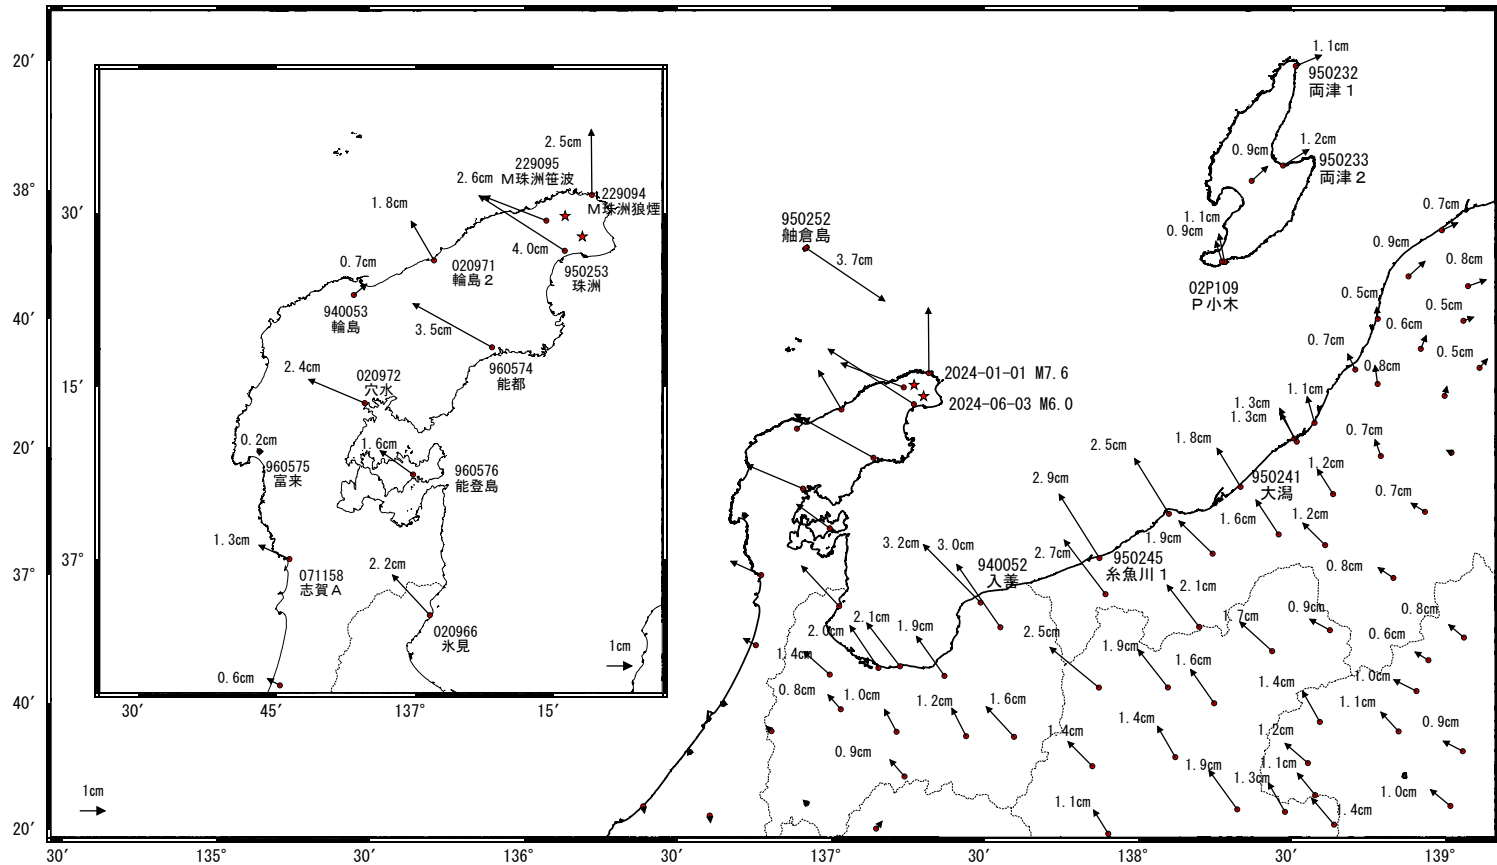 20′
38°
40′
20′
37°
40′
20′
30′
135°
30′
136°
30′
137°
30′
138°
30′
139°
30′
15′
37°
30′
45′
137°
15′
2.5cm
229095
M珠洲笹波
2.6cm
229094
M珠洲狼煙
1.8cm
4.0cm
950253
珠洲
020971
輪島2
0.7cm
940053
輪島
3.5cm
960574
能都
2.4cm
020972
穴水
0.2cm
960575
富来
1.6cm
960576
能登島
1.3cm
071158
志賀A
2.2cm
020966
氷見
0.6cm
1cm
1cm
1.1cm
950232
両津1
1.2cm
0.9cm
950233
両津2
1.1cm
0.9cm
02P109
P小木
950252
舳倉島
3.7cm
2024-01-01 M7.6
2024-06-03 M6.0
0.7cm
0.9cm
0.8cm
0.5cm
0.5cm
0.6cm
0.7cm
0.5cm
0.8cm
1.1cm
1.3cm
1.3cm
0.7cm
1.8cm
2.5cm
1.2cm
950241
大潟
2.9cm
0.7cm
1.6cm
1.2cm
1.9cm
3.2cm
3.0cm
2.7cm
950245
糸魚川1
940052
入善
0.8cm
2.1cm
1.7cm
0.9cm
0.8cm
0.6cm
2.0cm
2.1cm
1.9cm
2.5cm
1.9cm
1.6cm
1.4cm
1.0cm
0.8cm
1.0cm
1.2cm
1.6cm
1.4cm
1.1cm
1.4cm
1.4cm
1.2cm
0.9cm
0.9cm
1.9cm
1.1cm
1.3cm
1.0cm
1.1cm
1.4cm